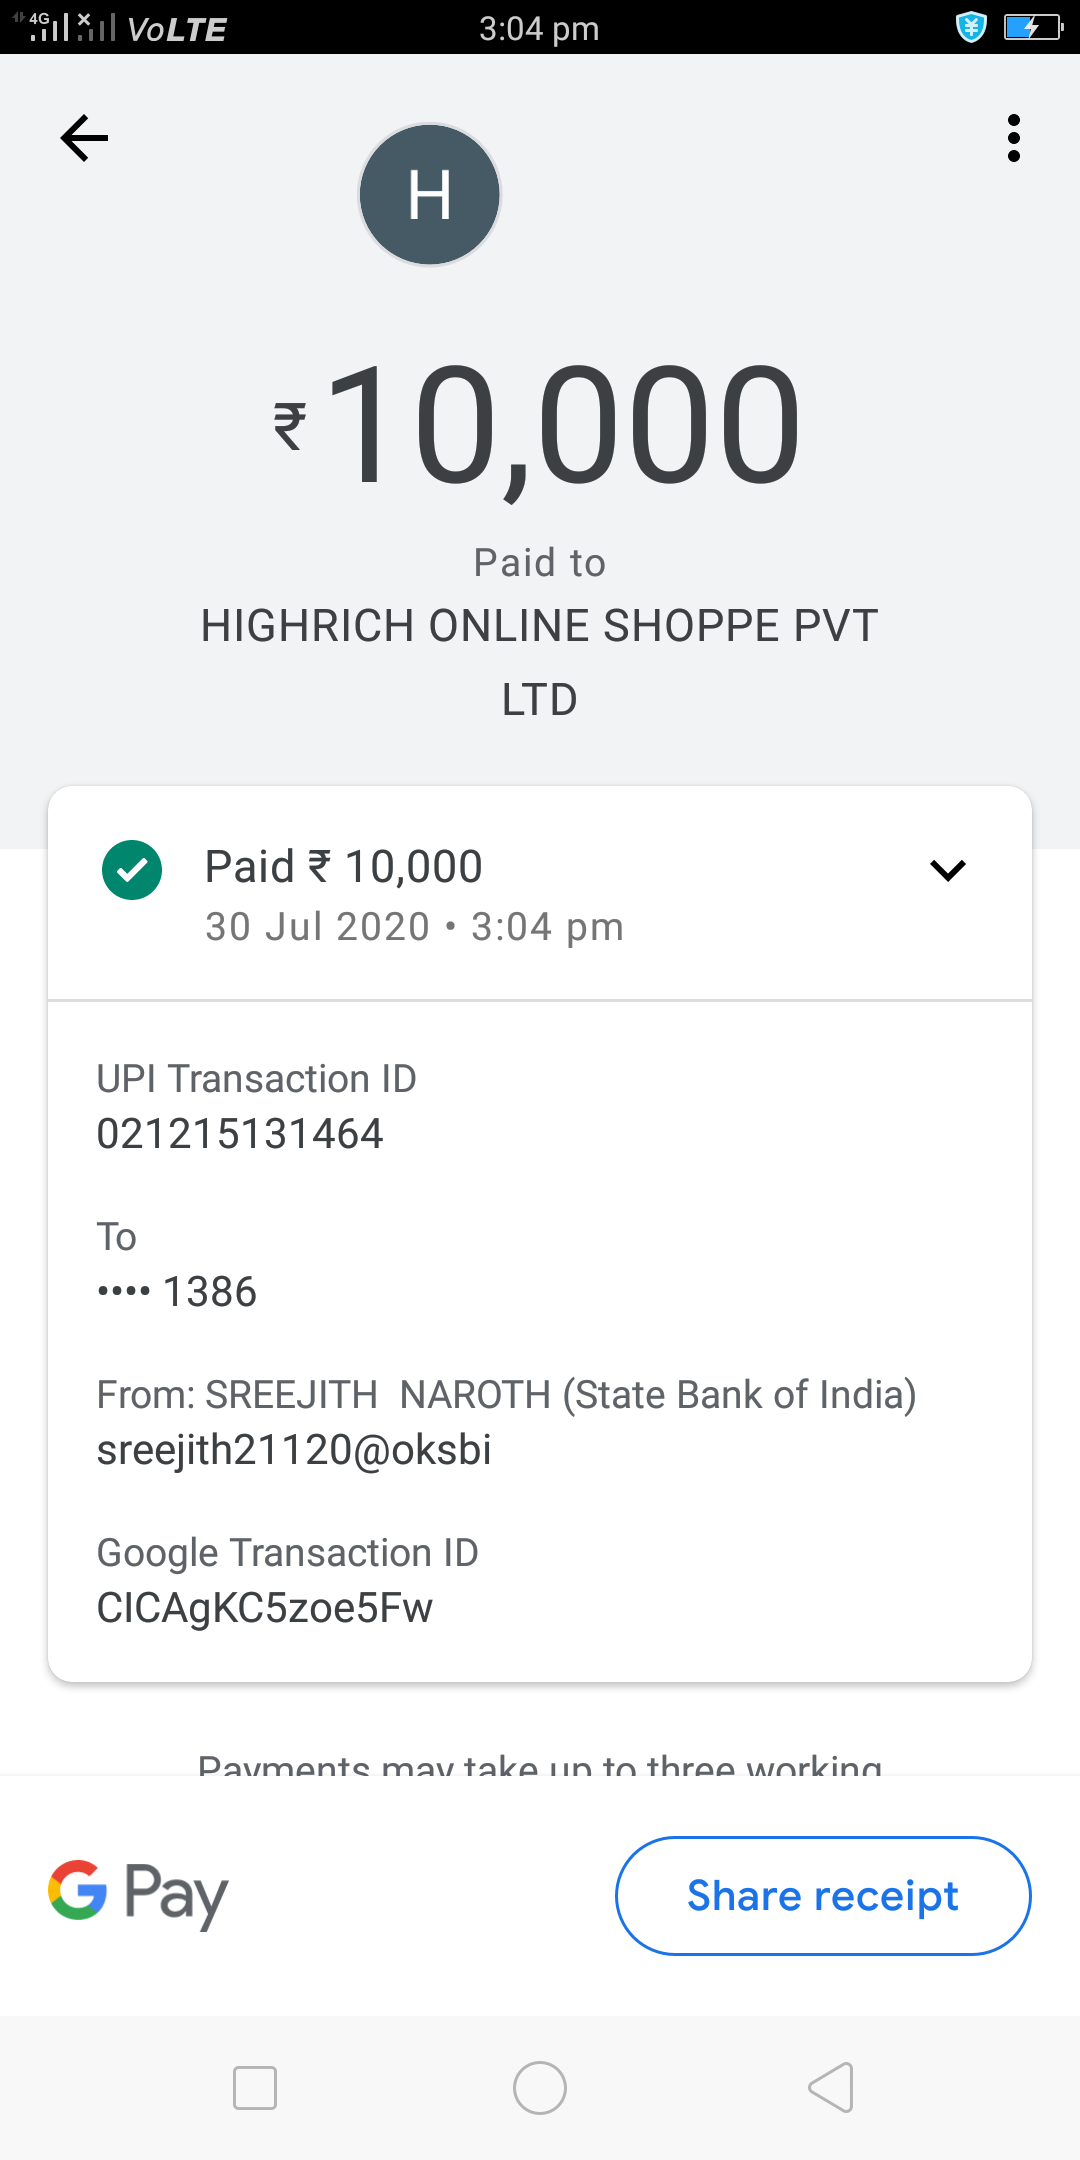 4G VoLTE 3:04 pm
H
₹10,000
Paid to
HIGHRICH ONLINE SHOPPE PVT
LTD
Paid ₹ 10,000
30 Jul 2020 • 3:04 pm
UPI Transaction ID
021215131464
To
•••• 1386
From: SREEJITH  NAROTH (State Bank of India)
sreejith21120@oksbi
Google Transaction ID
CICAgKC5zoe5Fw
Payments may take up to three working
G Pay
Share receipt